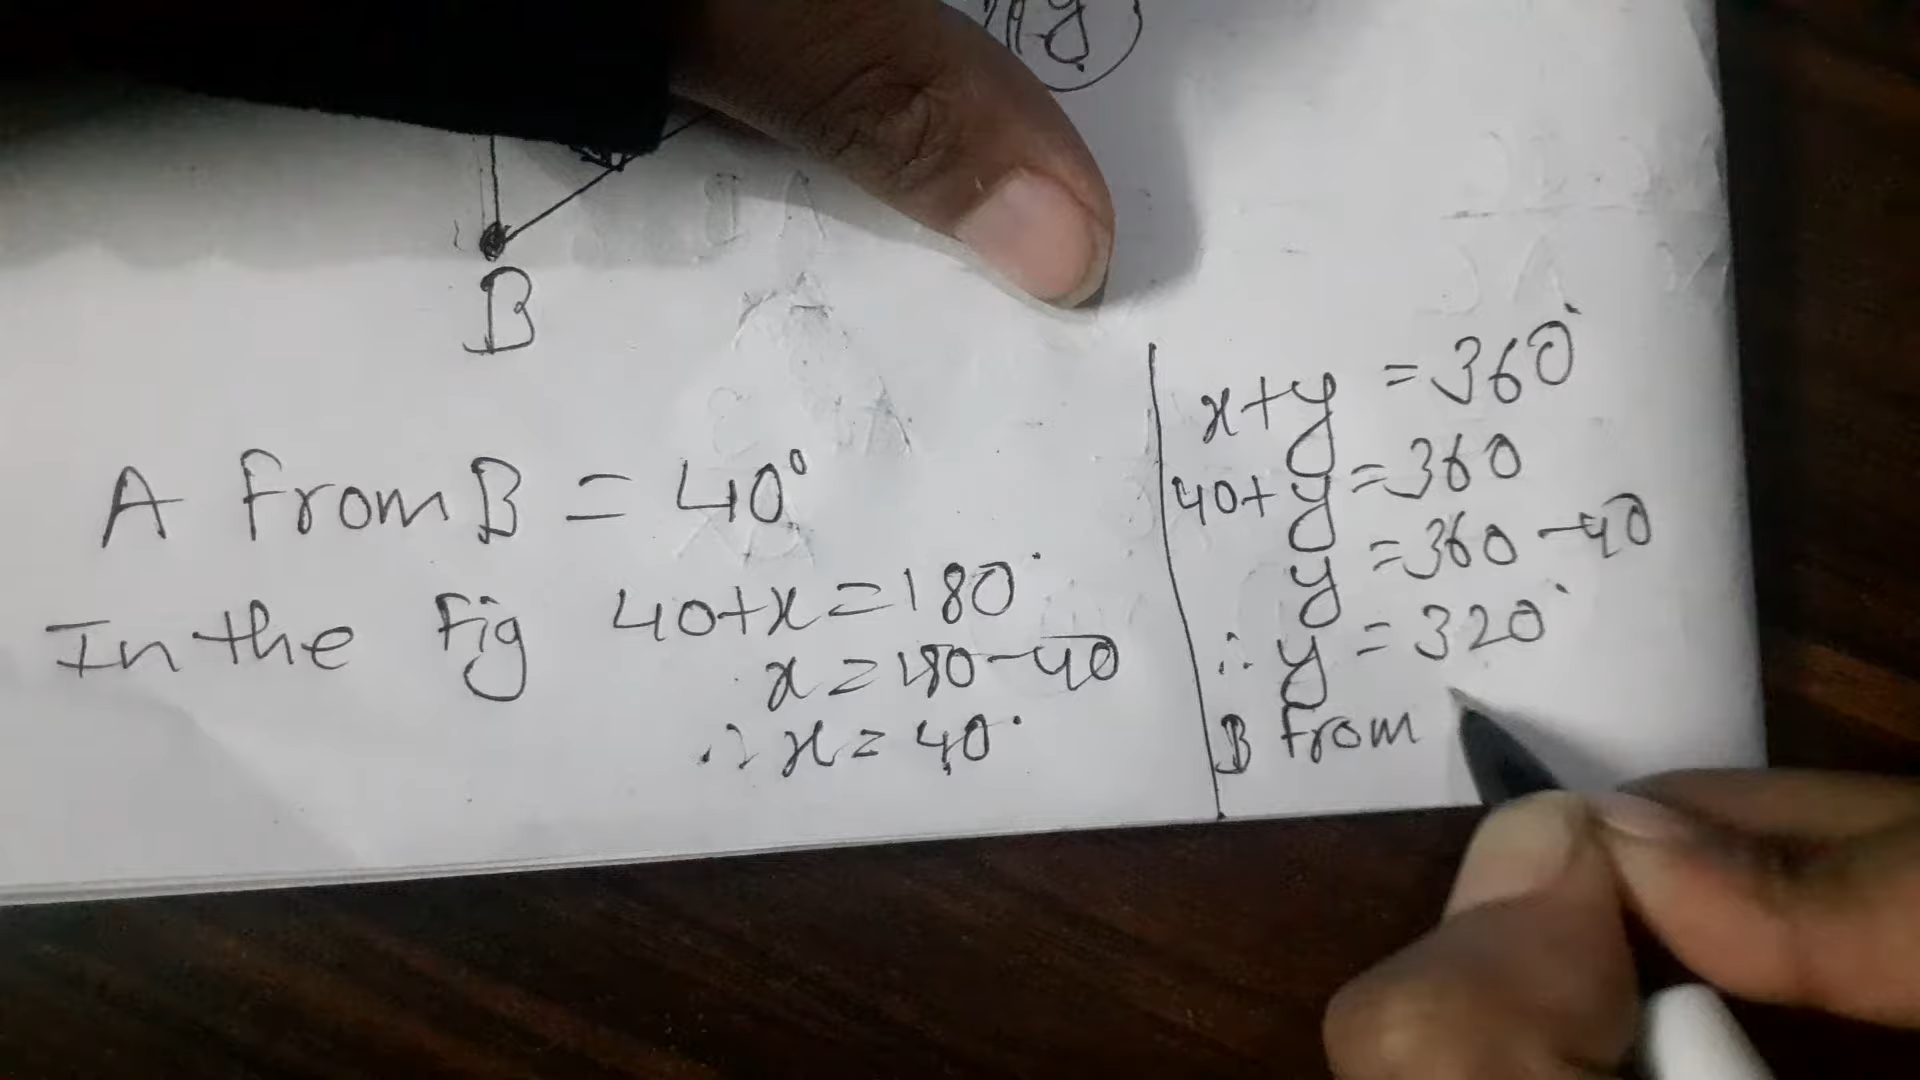 y
B
A from B = 40°
In the fig 40+x=180°
x=180-40
∴ x = 40°
x+y = 360°
40+y=360
y=360-40
∴ y = 320°
B from